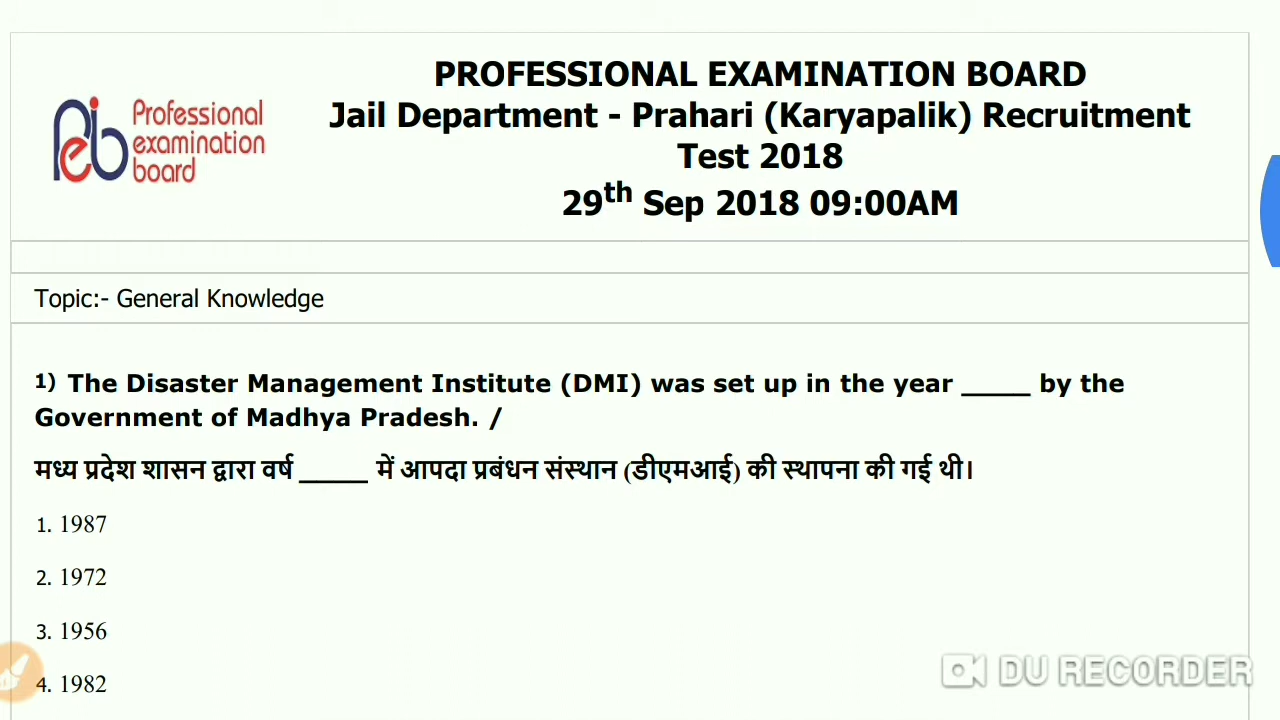 PROFESSIONAL EXAMINATION BOARD
Jail Department - Prahari (Karyapalik) Recruitment
Test 2018
29th Sep 2018 09:00AM
Peb
Professional
examination
board
Topic:- General Knowledge
1) The Disaster Management Institute (DMI) was set up in the year _____ by the
Government of Madhya Pradesh. /
मध्य प्रदेश शासन द्वारा वर्ष _____ में आपदा प्रबंधन संस्थान (डीएमआई) की स्थापना की गई थी।
1. 1987
2. 1972
3. 1956
4. 1982
DU RECORDER